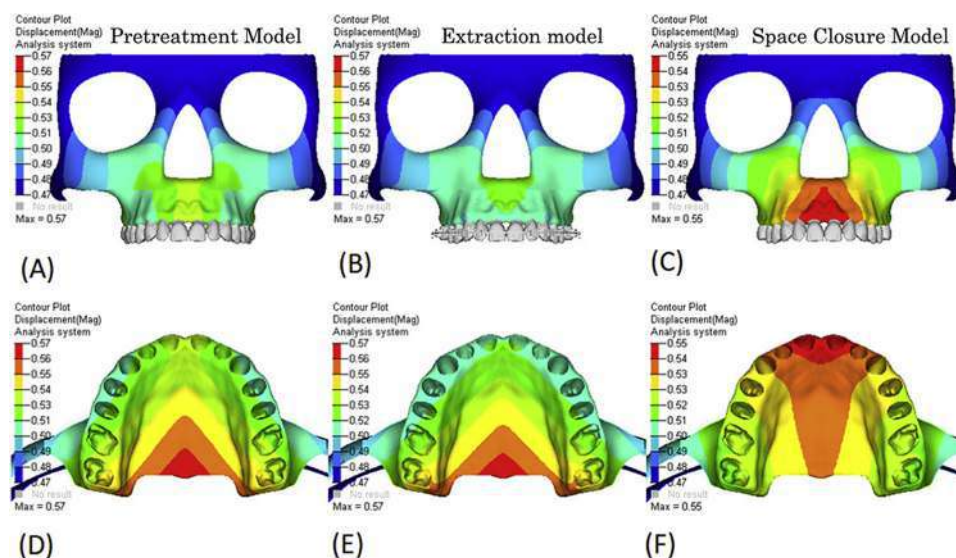 Contour Plot
Displacement(Mag)
Analysis system
Pretreatment Model
0.57
0.56
0.55
0.54
0.53
0.51
0.50
0.49
0.48
0.47
No result
Max = 0.57
(A)
Contour Plot
Displacement(Mag)
Analysis system
Extraction model
0.57
0.56
0.55
0.54
0.53
0.51
0.50
0.49
0.48
0.47
No result
Max = 0.57
(B)
Contour Plot
Displacement(Mag)
Analysis system
Space Closure Model
0.55
0.54
0.53
0.52
0.51
0.50
0.49
0.48
0.47
No result
Max = 0.55
(C)
Contour Plot
Displacement(Mag)
Analysis system
0.57
0.56
0.55
0.54
0.53
0.51
0.50
0.49
0.48
0.47
No result
Max = 0.57
(D)
Contour Plot
Displacement(Mag)
Analysis system
0.57
0.56
0.55
0.54
0.53
0.51
0.50
0.49
0.48
0.47
No result
Max = 0.57
(E)
Contour Plot
Displacement(Mag)
Analysis system
0.55
0.54
0.53
0.52
0.51
0.50
0.49
0.48
0.47
No result
Max = 0.55
(F)